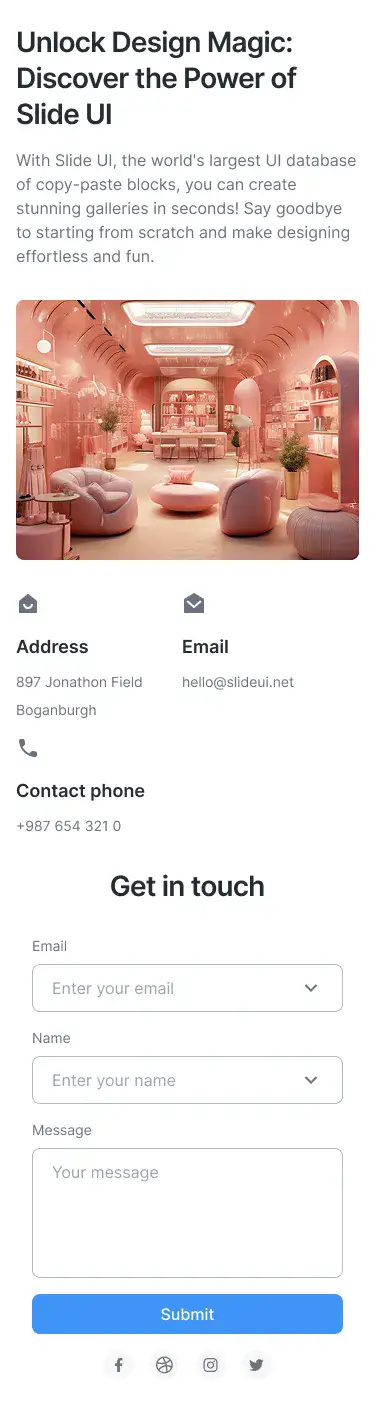 Unlock Design Magic:
Discover the Power of
Slide UI
With Slide UI, the world's largest UI database
of copy-paste blocks, you can create
stunning galleries in seconds! Say goodbye
to starting from scratch and make designing
effortless and fun.
Address
897 Jonathon Field
Boganburgh
Email
hello@slideui.net
Contact phone
+987 654 321 0
Get in touch
Email
Enter your email
Name
Enter your name
Message
Your message
Submit